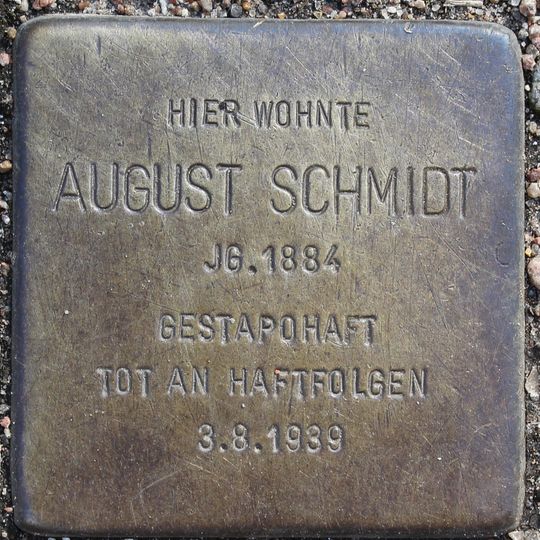 HIER WOHNTE
AUGUST SCHMIDT
JG.1884
GESTAPOHAFT
TOT AN HAFTFOLGEN
3.8.1939